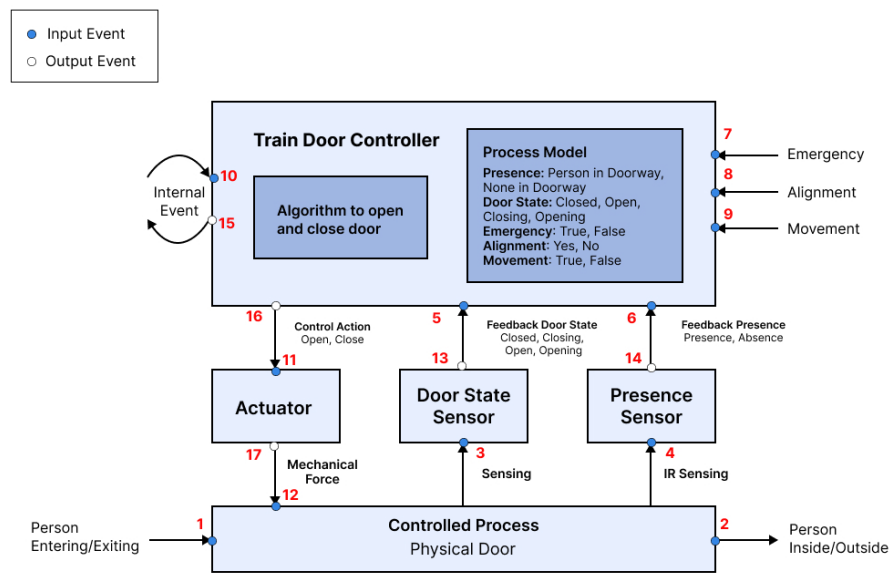 Input Event
Output Event
Train Door Controller
Process Model
Presence: Person in Doorway,
None in Doorway
Door State: Closed, Open,
Closing, Opening
Emergency: True, False
Alignment: Yes, No
Movement: True, False
Algorithm to open
and close door
7
Emergency
8
Alignment
9
Movement
10
Internal
Event
15
16
Control Action
Open, Close
11
5
Feedback Door State
Closed, Closing,
Open, Opening
13
6
Feedback Presence
Presence, Absence
14
Actuator
Door State
Sensor
Presence
Sensor
17
Mechanical
Force
12
3
Sensing
4
IR Sensing
Person
Entering/Exiting
1
Controlled Process
Physical Door
2
Person
Inside/Outside